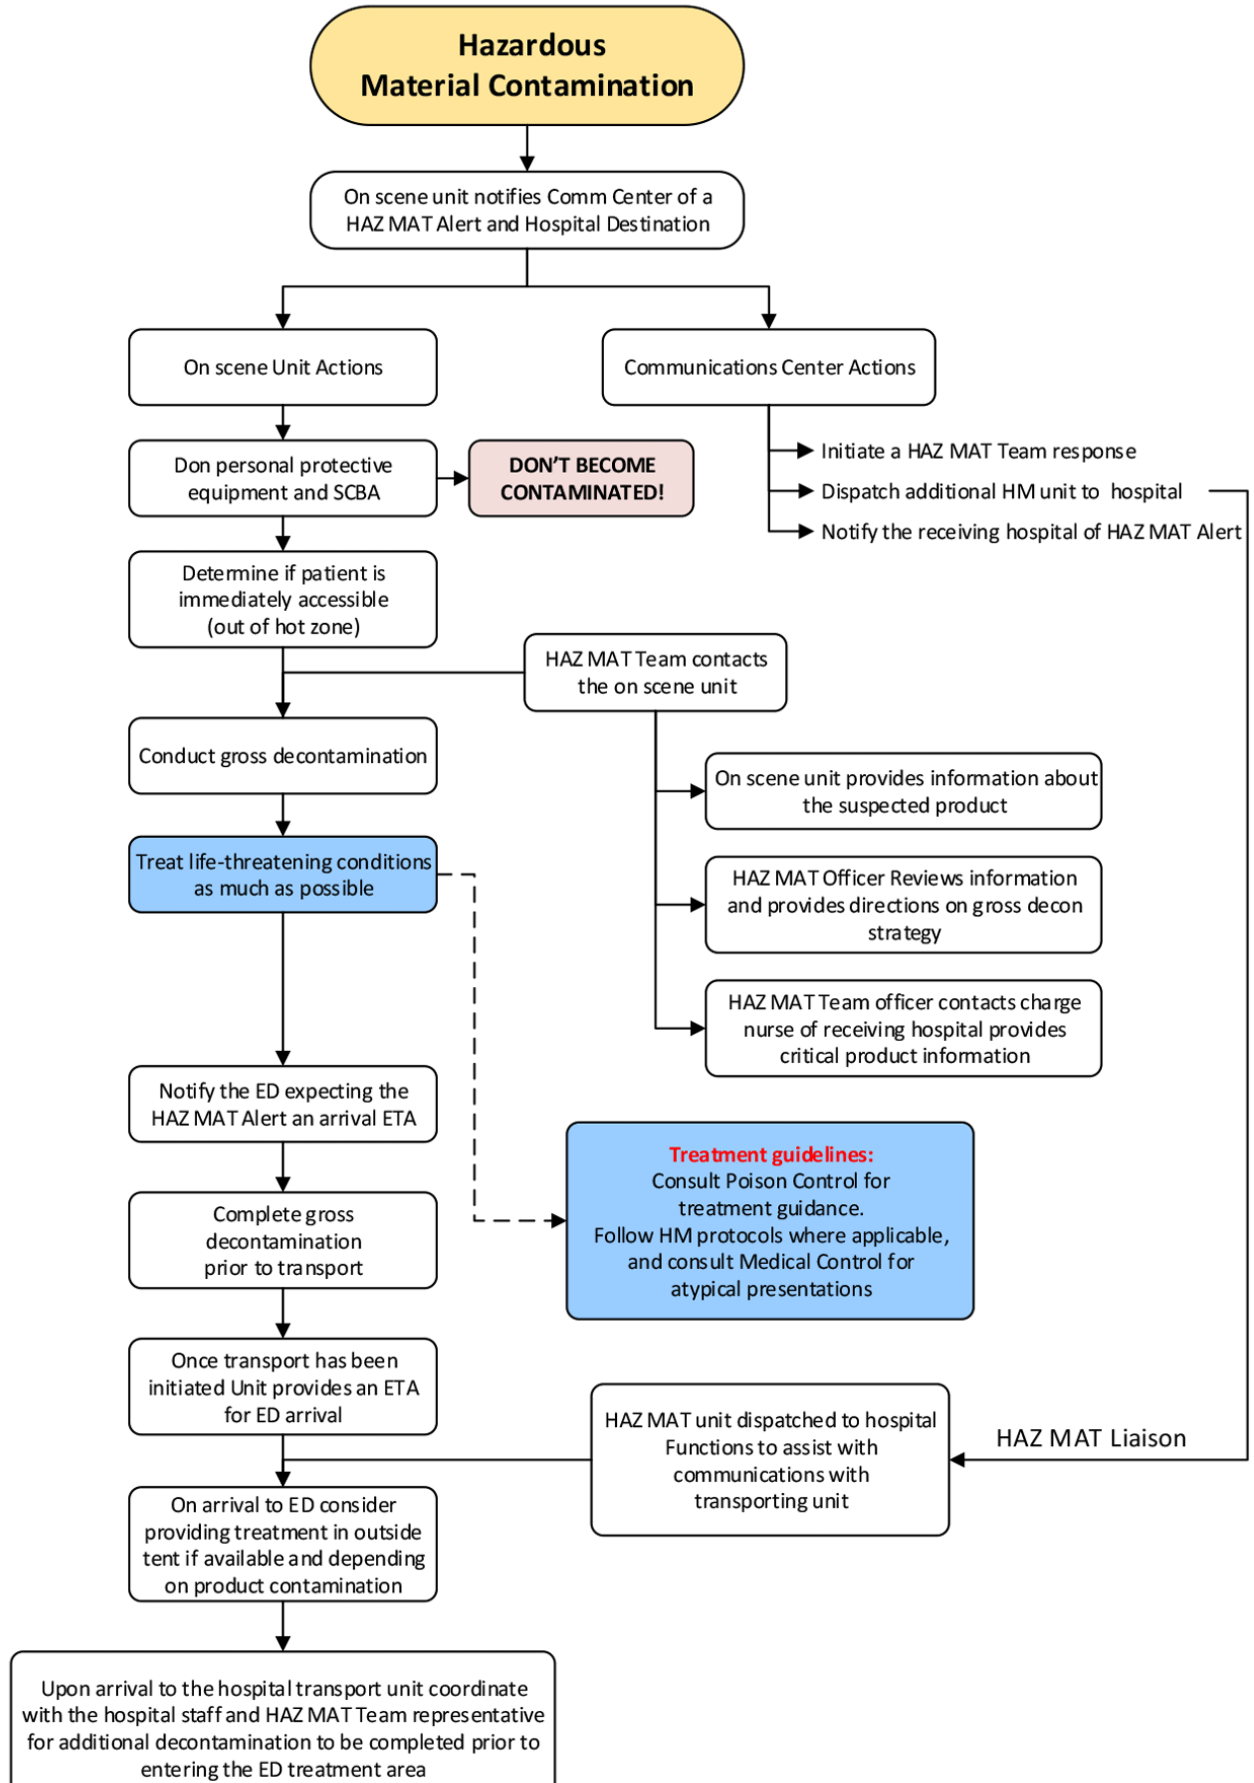 Hazardous
Material Contamination
On scene unit notifies Comm Center of a
HAZ MAT Alert and Hospital Destination
On scene Unit Actions
Communications Center Actions
Don personal protective
equipment and SCBA
DON'T BECOME
CONTAMINATED!
Initiate a HAZ MAT Team response
Dispatch additional HM unit to hospital
Notify the receiving hospital of HAZ MAT Alert
Determine if patient is
immediately accessible
(out of hot zone)
HAZ MAT Team contacts
the on scene unit
Conduct gross decontamination
On scene unit provides information about
the suspected product
Treat life-threatening conditions
as much as possible
HAZ MAT Officer Reviews information
and provides directions on gross decon
strategy
HAZ MAT Team officer contacts charge
nurse of receiving hospital provides
critical product information
Notify the ED expecting the
HAZ MAT Alert an arrival ETA
Treatment guidelines:
Consult Poison Control for
treatment guidance.
Follow HM protocols where applicable,
and consult Medical Control for
atypical presentations
Complete gross
decontamination
prior to transport
Once transport has been
initiated Unit provides an ETA
for ED arrival
HAZ MAT unit dispatched to hospital
Functions to assist with
communications with
transporting unit
HAZ MAT Liaison
On arrival to ED consider
providing treatment in outside
tent if available and depending
on product contamination
Upon arrival to the hospital transport unit coordinate
with the hospital staff and HAZ MAT Team representative
for additional decontamination to be completed prior to
entering the ED treatment area